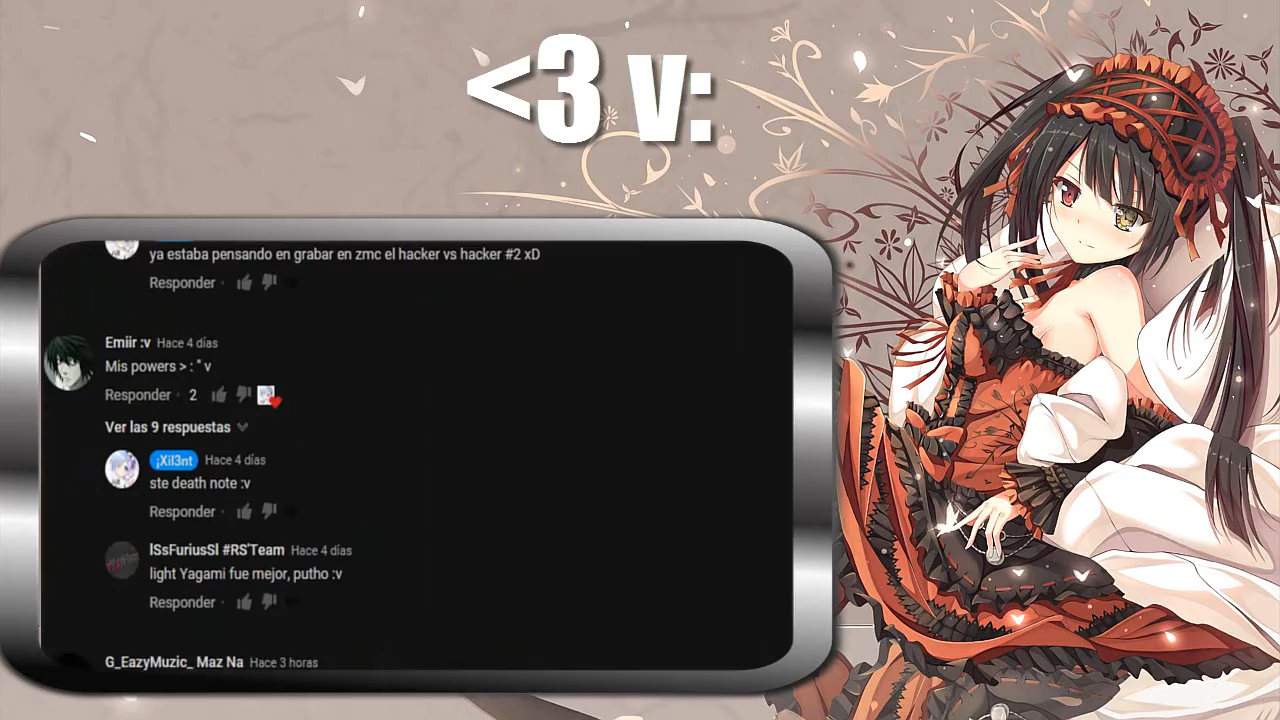 <3 v:
ya estaba pensando en grabar en zmc el hacker vs hacker #2 xD
Responder
Emiir :v Hace 4 días
Mis powers > : " v
Responder · 2
Ver las 9 respuestas
¡Xil3nt Hace 4 días
ste death note :v
Responder
lSsFuriusSl #RS'Team Hace 4 días
light Yagami fue mejor, putho :v
Responder
G_EazyMuzic_ Maz Na Hace 3 horas